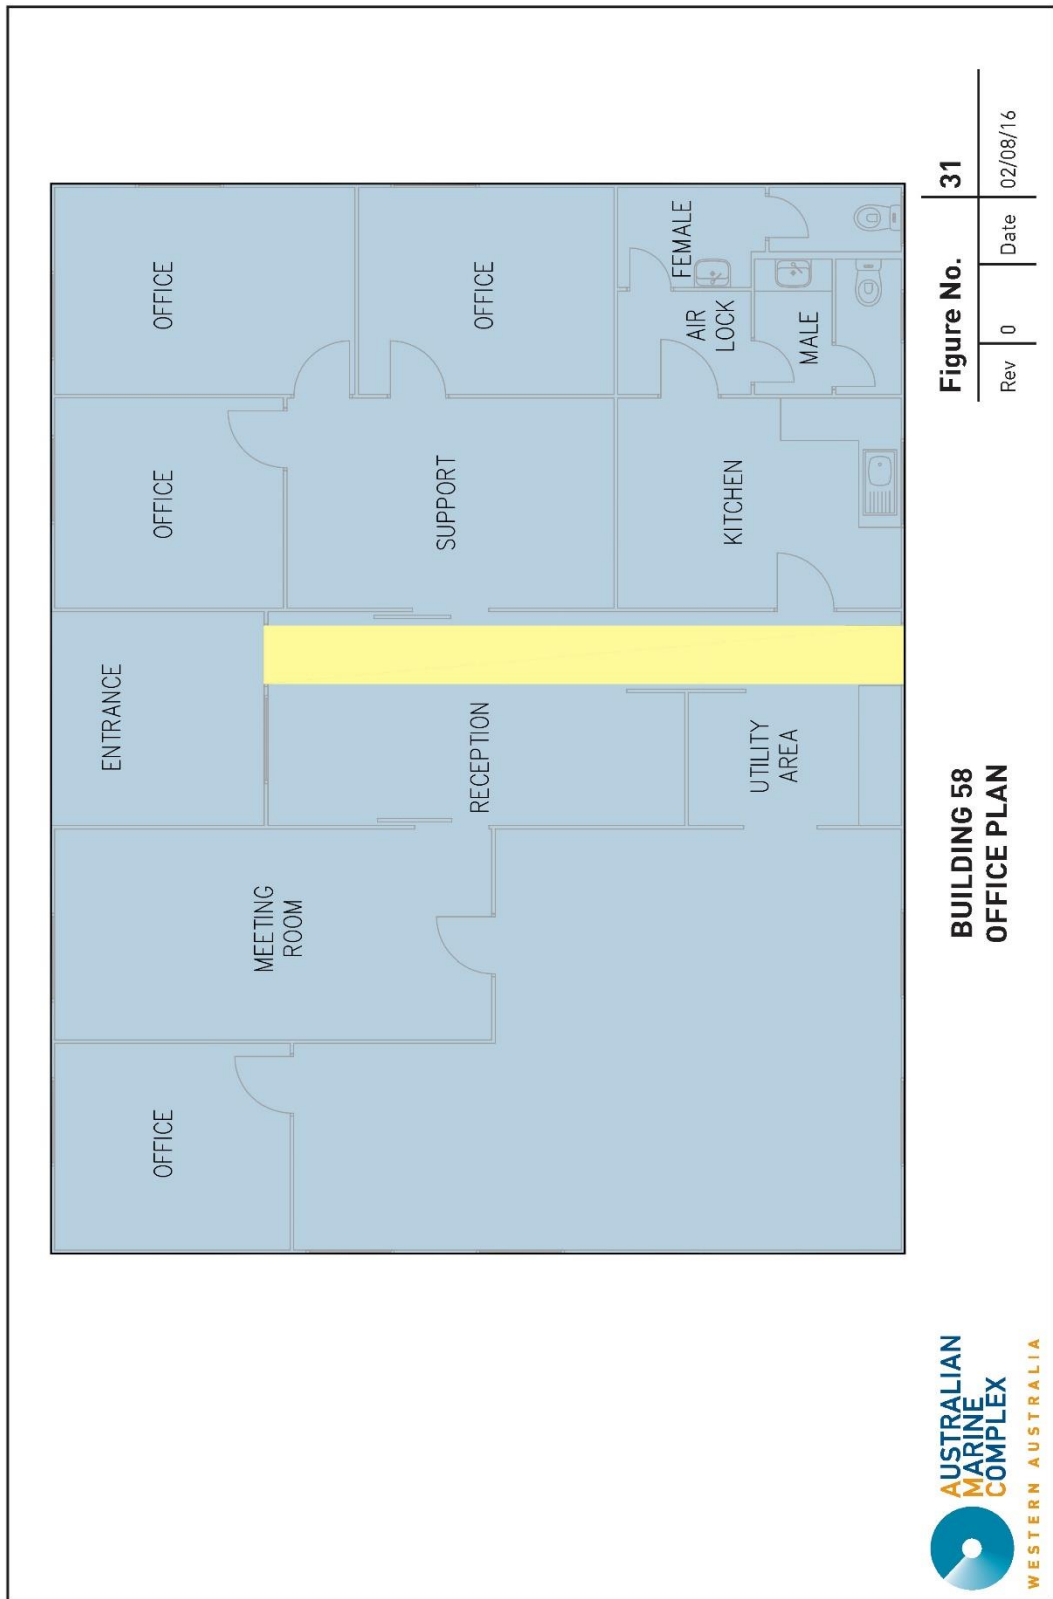 OFFICE
MEETING
ROOM
ENTRANCE
OFFICE
OFFICE
RECEPTION
SUPPORT
OFFICE
UTILITY
AREA
KITCHEN
AIR
LOCK
FEMALE
MALE
AUSTRALIAN
MARINE
COMPLEX
WESTERN AUSTRALIA
BUILDING 58
OFFICE PLAN
Figure No. 31
Rev 0 Date 02/08/16